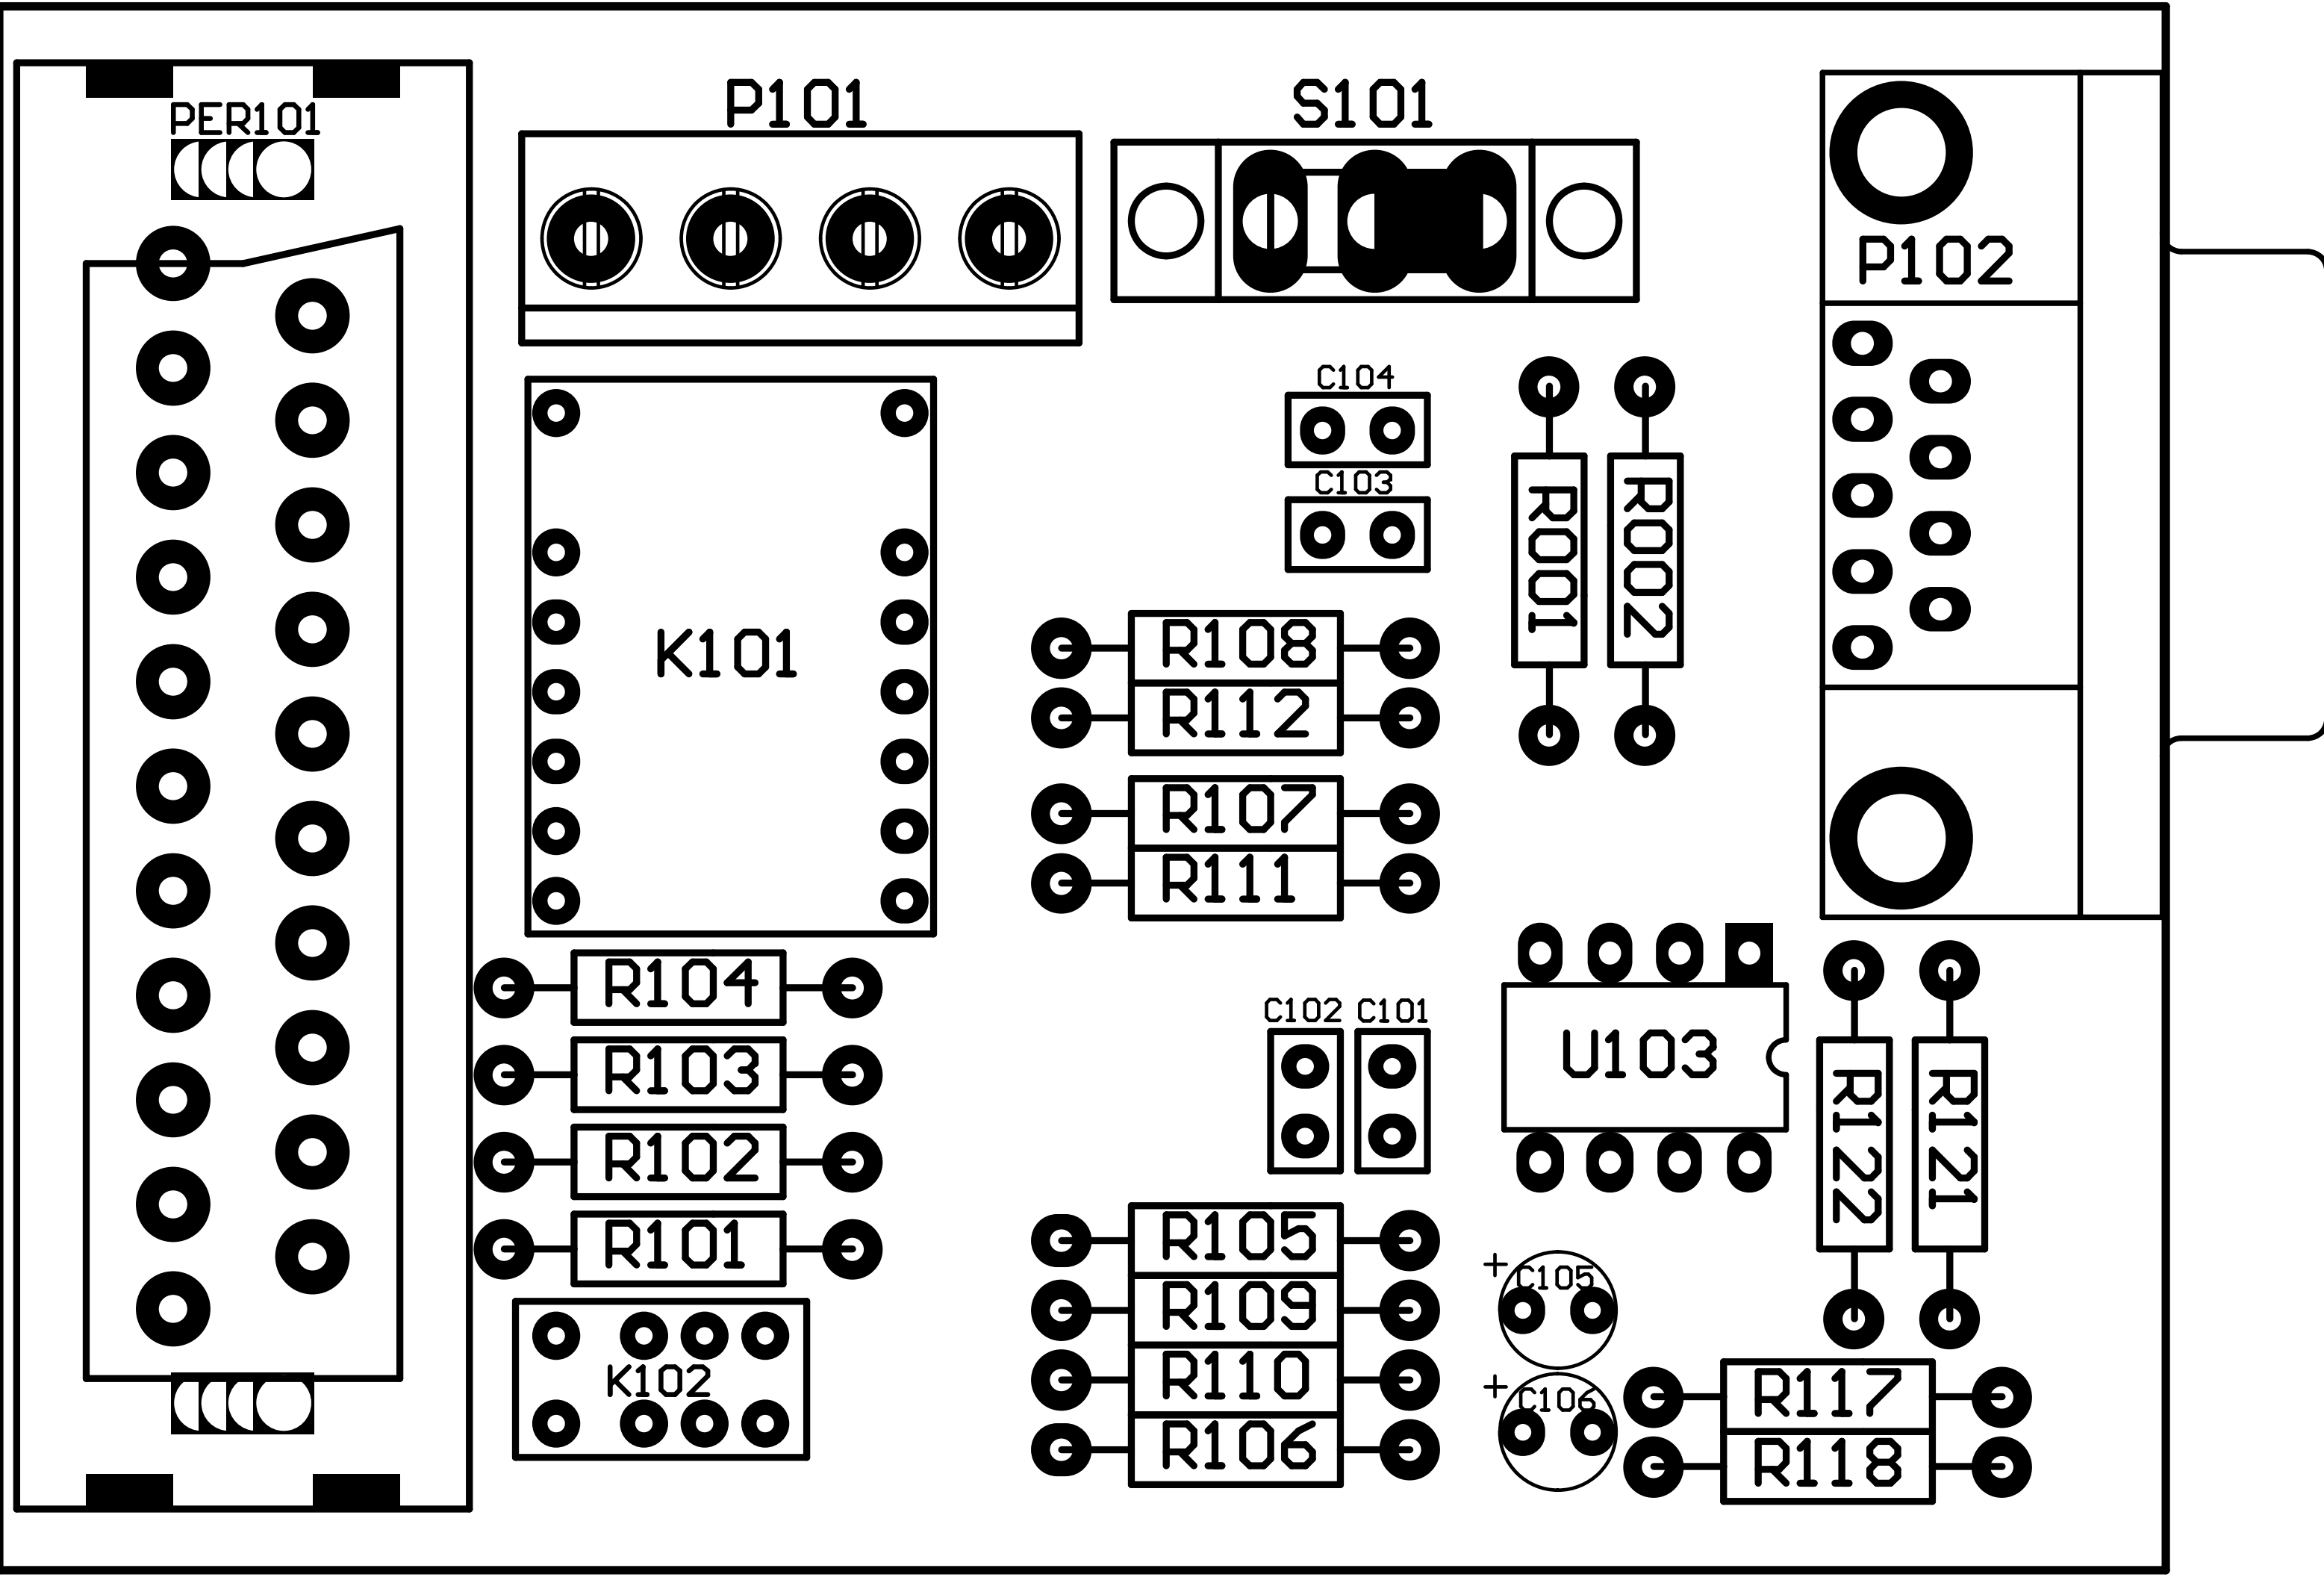 PER101
P101
S101
P102
C104
C103
R001
R002
K101
R108
R112
R107
R111
R104
R103
R102
R101
C102
C101
U103
R122
R121
R105
R109
R110
R106
+
C105
+
C106
K102
R117
R118